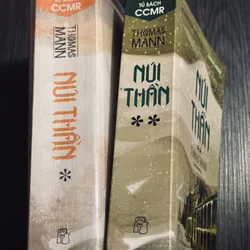 TỦ SÁCH
CCMR
THOMAS
MANN
NÚI THẦN
*
TỦ SÁCH
CCMR
THOMAS
MANN
NÚI
THẦN
**
NÚI
THẦN